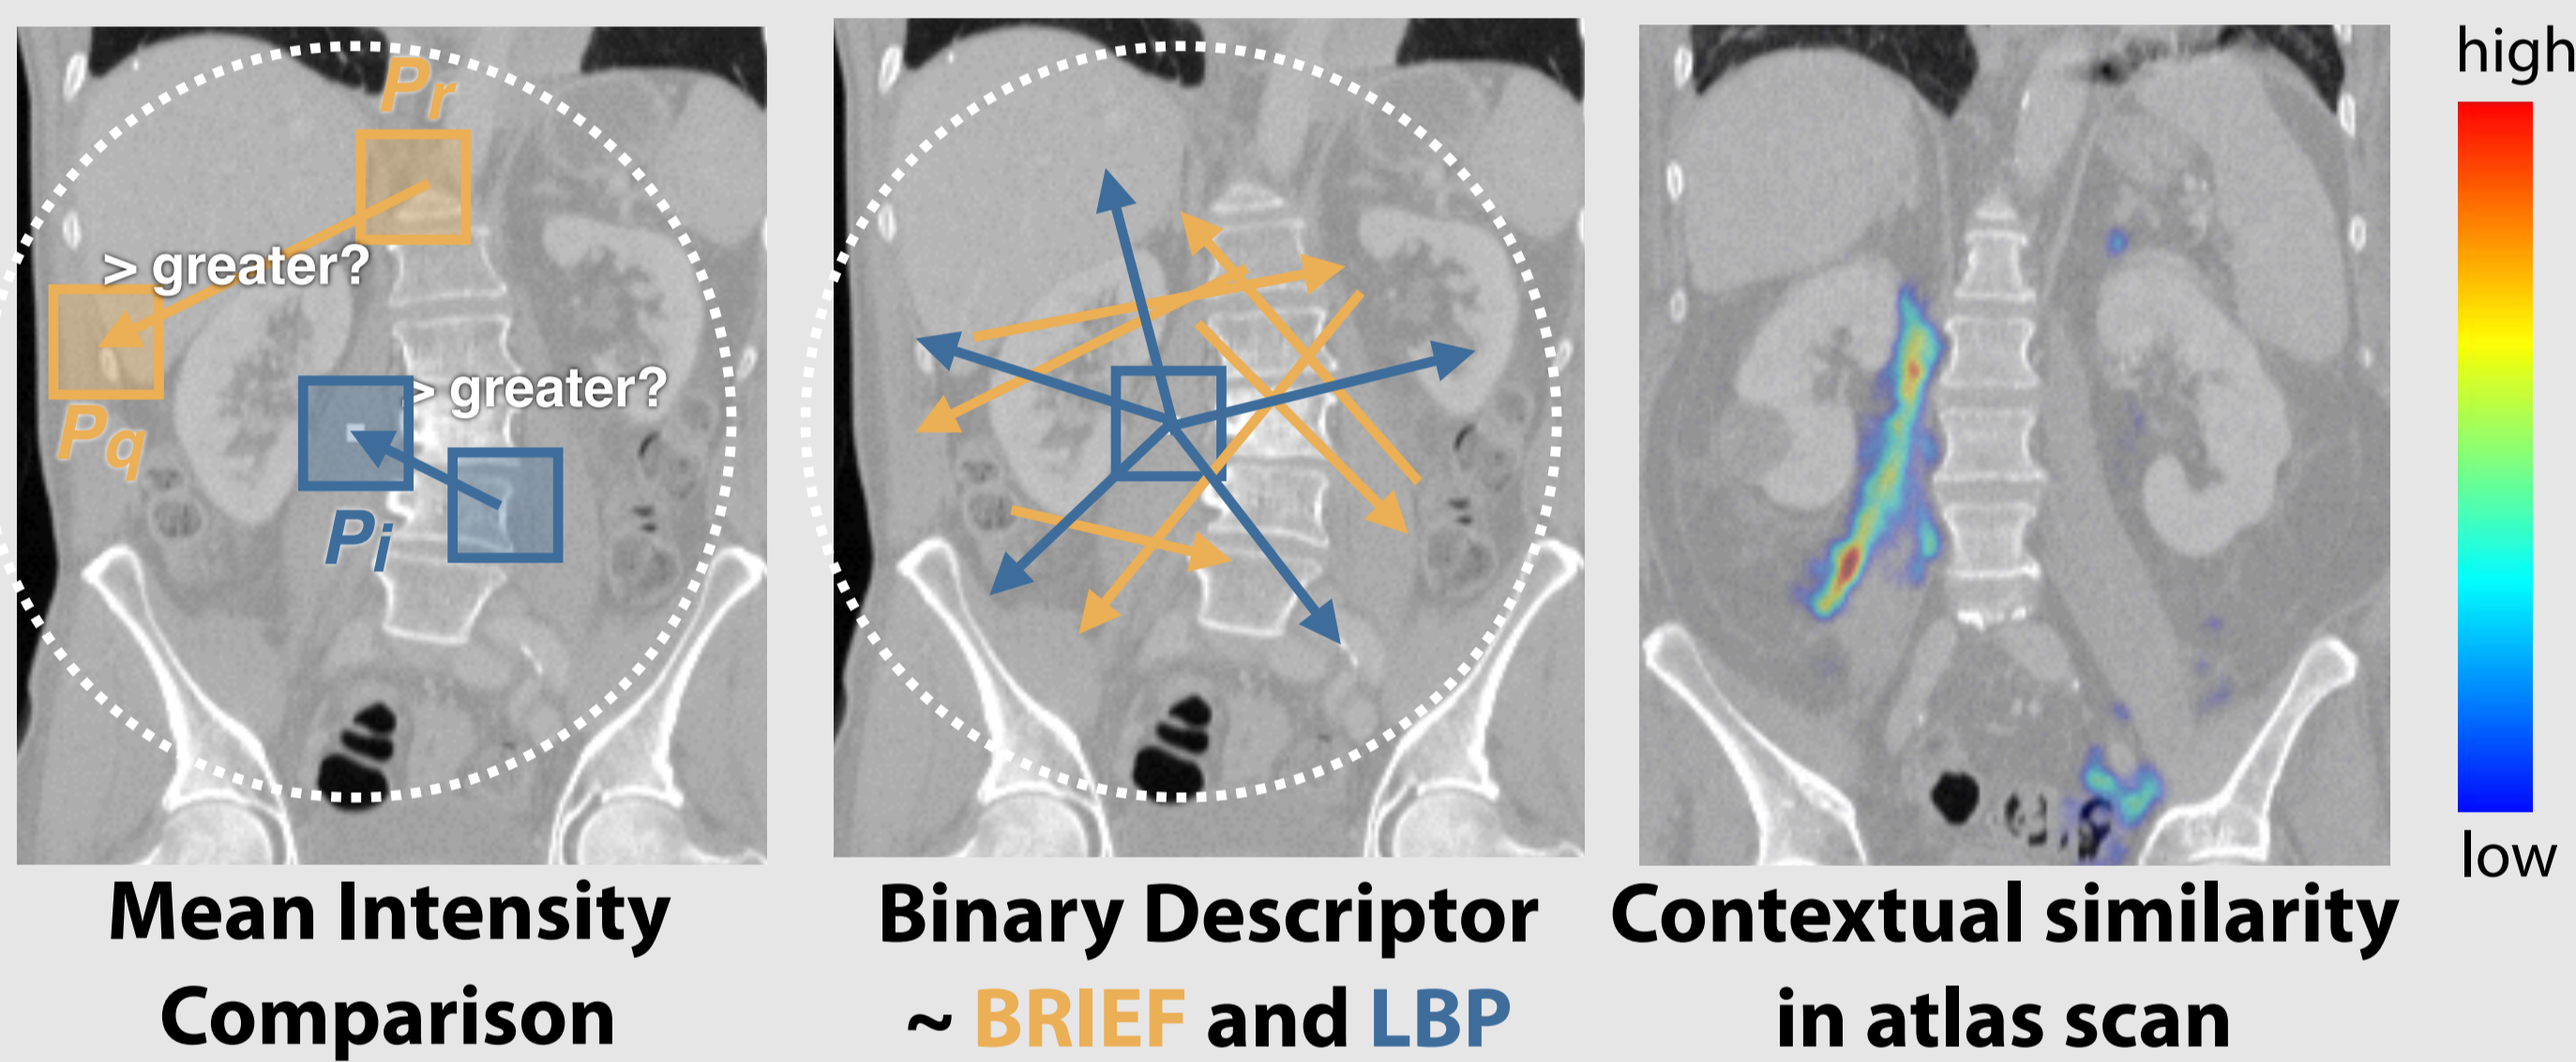 Pr
> greater?
Pq
> greater?
Pi
high
low
Mean Intensity
Comparison
Binary Descriptor
~ BRIEF and LBP
Contextual similarity
in atlas scan